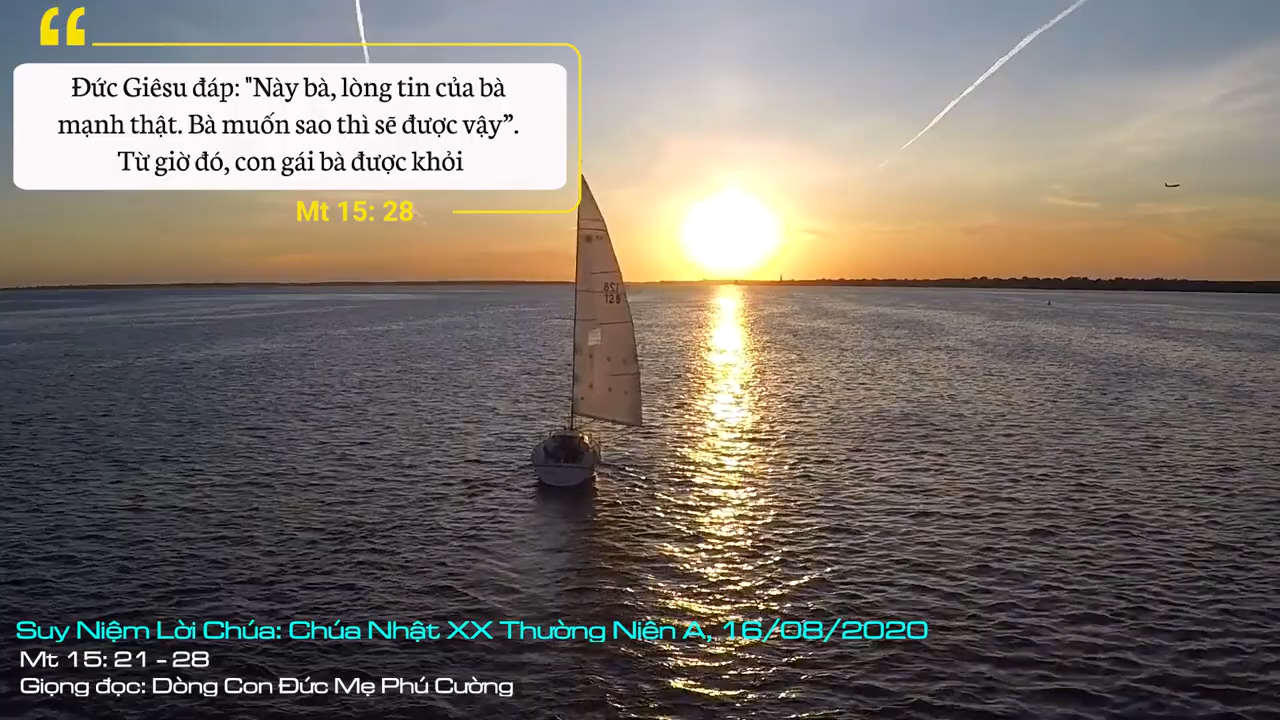 “
Đức Giêsu đáp: "Này bà, lòng tin của bà
mạnh thật. Bà muốn sao thì sẽ được vậy”.
Từ giờ đó, con gái bà được khỏi
Mt 15: 28
128
128
Suy Niệm Lời Chúa: Chúa Nhật XX Thường Niên A, 16/08/2020
Mt 15: 21 - 28
Giọng đọc: Dòng Con Đức Mẹ Phú Cường